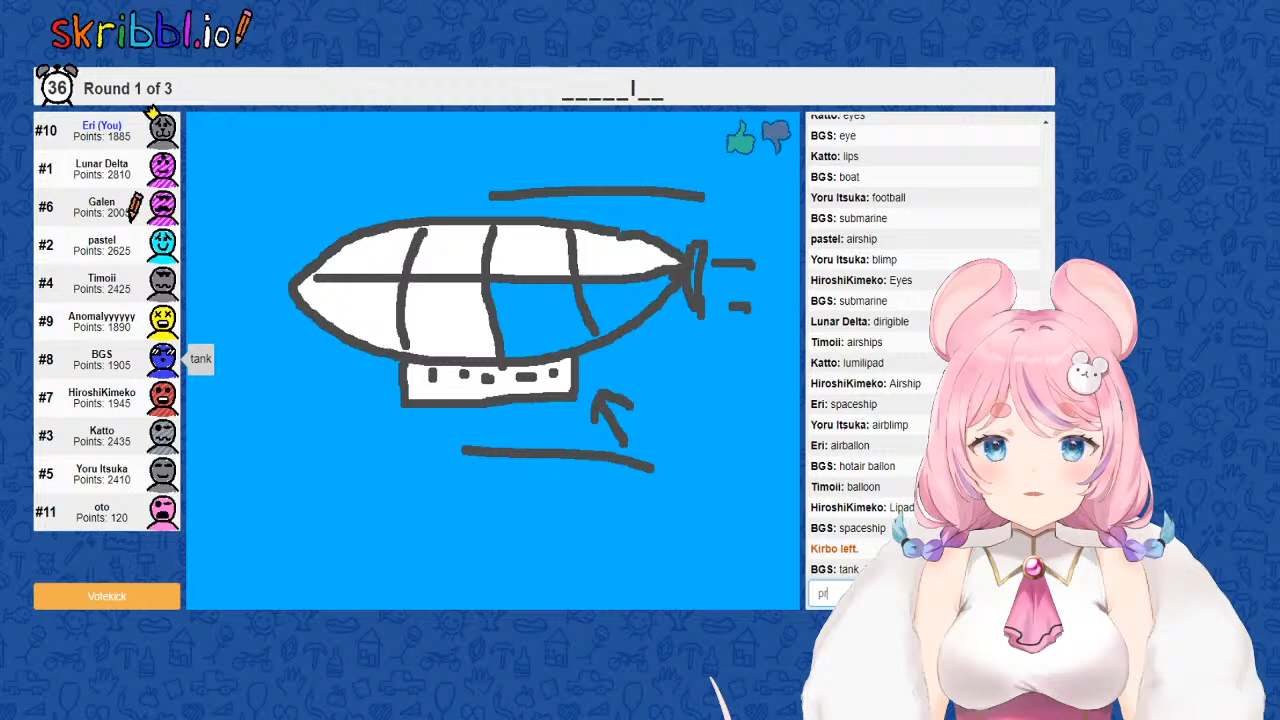 skribbl.io
36
Round 1 of 3
_____l__
#10
Eri (You)
Points: 1885
#1
Lunar Delta
Points: 2810
#6
Galen
#2
pastel
Points: 2625
#4
Timoii
Points: 2425
#9
Anomalyyyyyy
Points: 1890
#8
BGS
Points: 1905
tank
#7
HiroshiKimeko
Points: 1945
#3
Katto
Points: 2435
#5
Yoru Itsuka
Points: 2410
#11
oto
Points: 120
Votekick
Katto: eyes
BGS: eye
Katto: lips
BGS: boat
Yoru Itsuka: football
BGS: submarine
pastel: airship
Yoru Itsuka: blimp
HiroshiKimeko: Eyes
BGS: submarine
Lunar Delta: dirigible
Timoii: airships
Katto: lumilipad
HiroshiKimeko: Airship
Eri: spaceship
Yoru Itsuka: airblimp
Eri: airballon
BGS: hotair ballon
Timoii: balloon
HiroshiKimeko: Lipad
BGS: spaceship
Kirbo left.
BGS: tank
pr